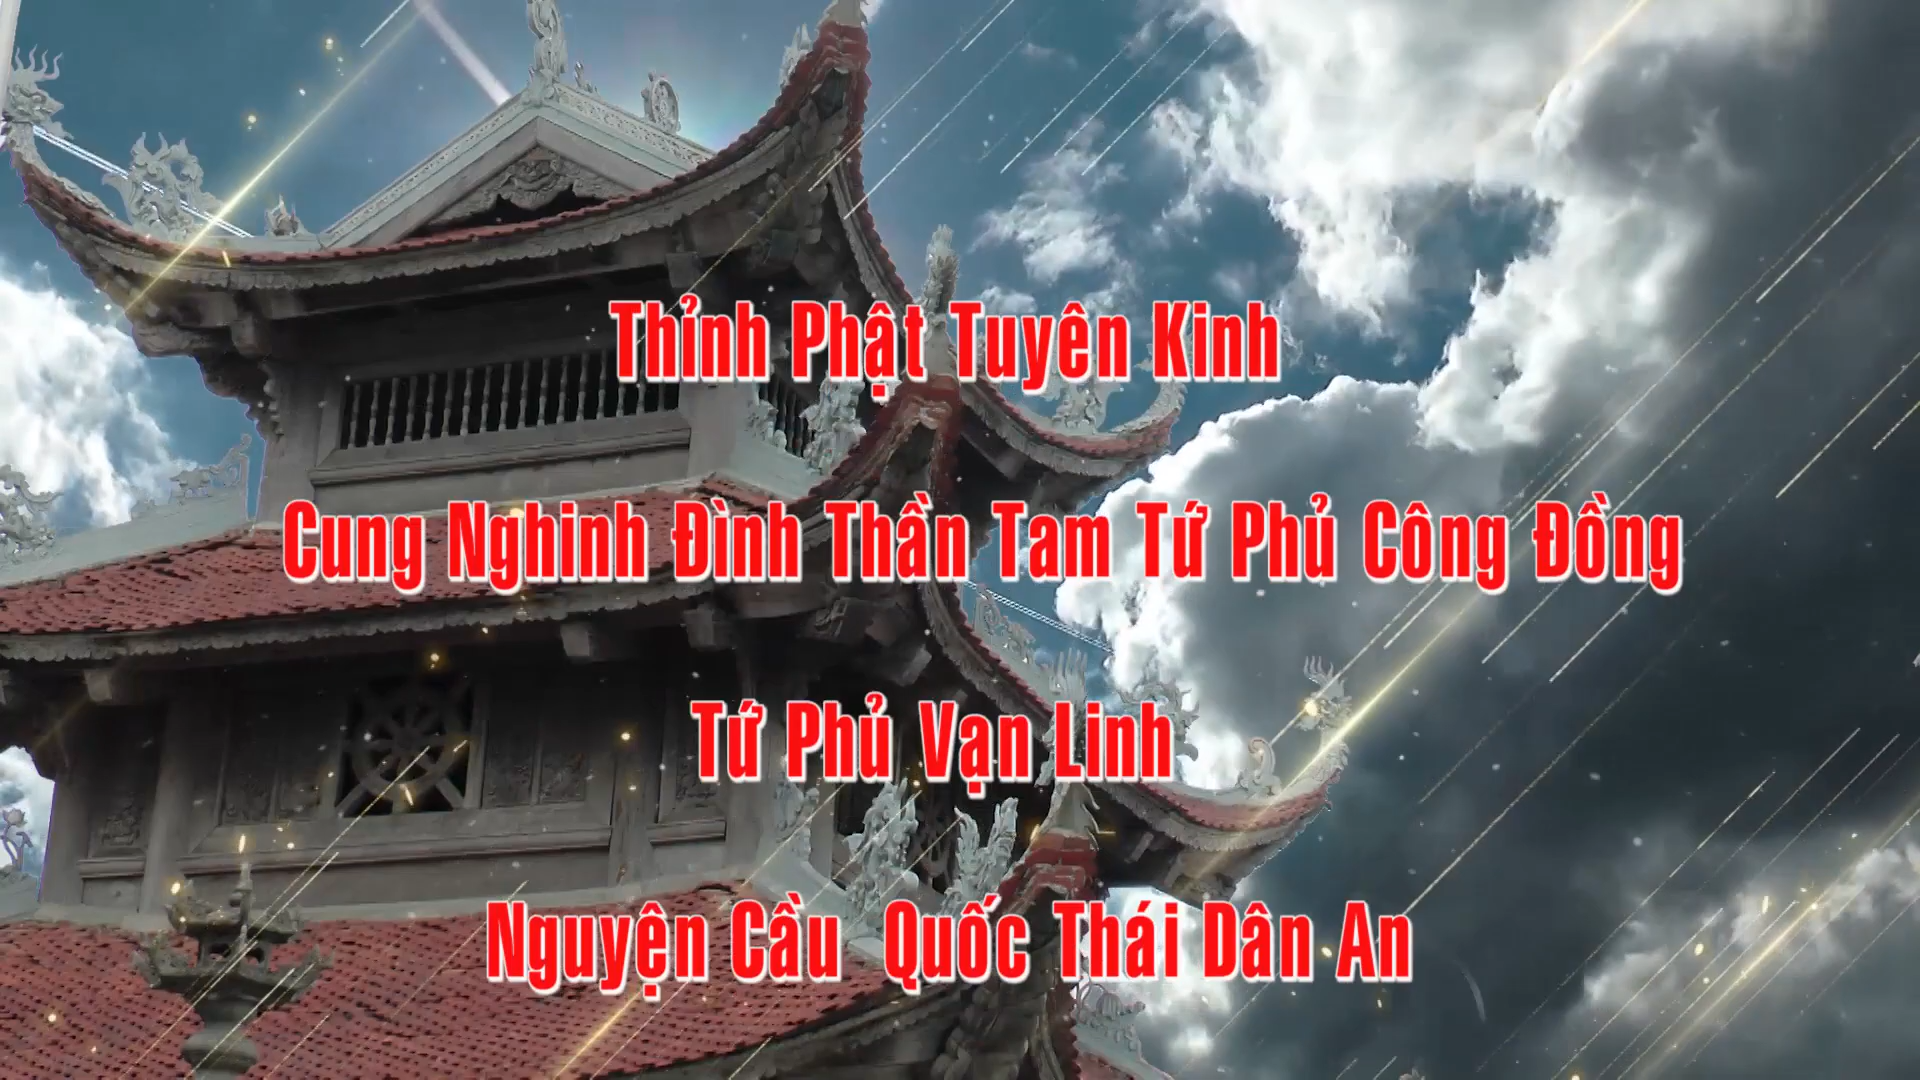 Thỉnh Phật Tuyên Kinh
Cung Nghinh Đình Thần Tam Tứ Phủ Công Đồng
Tứ Phủ Vạn Linh
Nguyện Cầu Quốc Thái Dân An